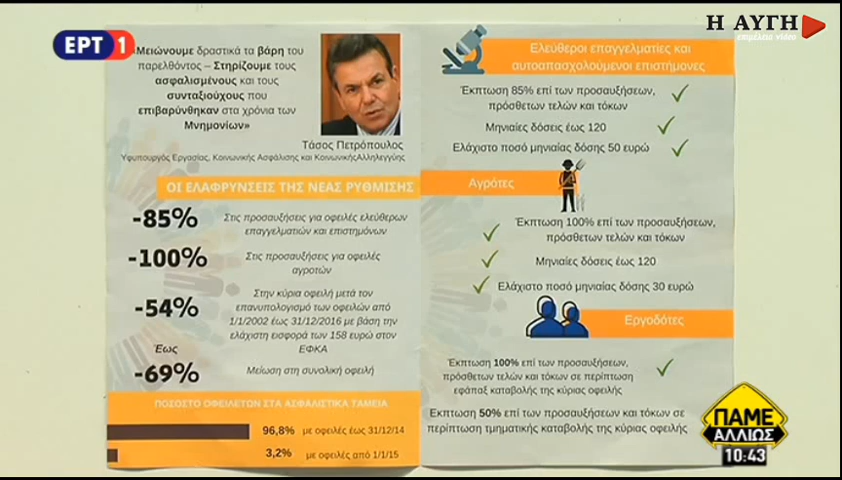 ΕΡΤ 1
Η ΑΥΓΗ
επιμέλεια video
«Μειώνουμε δραστικά τα βάρη του
παρελθόντος – Στηρίζουμε τους
ασφαλισμένους και τους
συνταξιούχους που
επιβαρύνθηκαν στα χρόνια των
Μνημονίων»
Τάσος Πετρόπουλος
Υφυπουργός Εργασίας, Κοινωνικής Ασφάλισης και ΚοινωνικήςΑλληλεγγύης
ΟΙ ΕΛΑΦΡΥΝΣΕΙΣ ΤΗΣ ΝΕΑΣ ΡΥΘΜΙΣΗΣ
-85%
Στις προσαυξήσεις για οφειλές ελεύθερων
επαγγελματιών και επιστημόνων
-100%
Στις προσαυξήσεις για οφειλές
αγροτών
-54%
Στην κύρια οφειλή μετά τον
επανυπολογισμό των οφειλών από
1/1/2002 έως 31/12/2016 με βάση την
ελάχιστη εισφορά των 158 ευρώ στον
ΕΦΚΑ
Έως
-69%
Μείωση στη συνολική οφειλή
ΠΟΣΟΣΤΟ ΟΦΕΙΛΕΤΩΝ ΣΤΑ ΑΣΦΑΛΙΣΤΙΚΑ ΤΑΜΕΙΑ
96,8% με οφειλές έως 31/12/14
3,2% με οφειλές από 1/1/15
Ελεύθεροι επαγγελματίες και
αυτοαπασχολούμενοι επιστήμονες
Έκπτωση 85% επί των προσαυξήσεων,
πρόσθετων τελών και τόκων
Μηνιαίες δόσεις έως 120
Ελάχιστο ποσό μηνιαίας δόσης 50 ευρώ
Αγρότες
Έκπτωση 100% επί των προσαυξήσεων,
πρόσθετων τελών και τόκων
Μηνιαίες δόσεις έως 120
Ελάχιστο ποσό μηνιαίας δόσης 30 ευρώ
Εργοδότες
Έκπτωση 100% επί των προσαυξήσεων,
πρόσθετων τελών και τόκων σε περίπτωση
εφάπαξ καταβολής της κύριας οφειλής
Εκπτωση 50% επί των προσαυξήσεων και τόκων σε
περίπτωση τμηματικής καταβολής της κύριας οφειλής
ΠΑΜΕ
ΑΛΛΙΩΣ
10:43